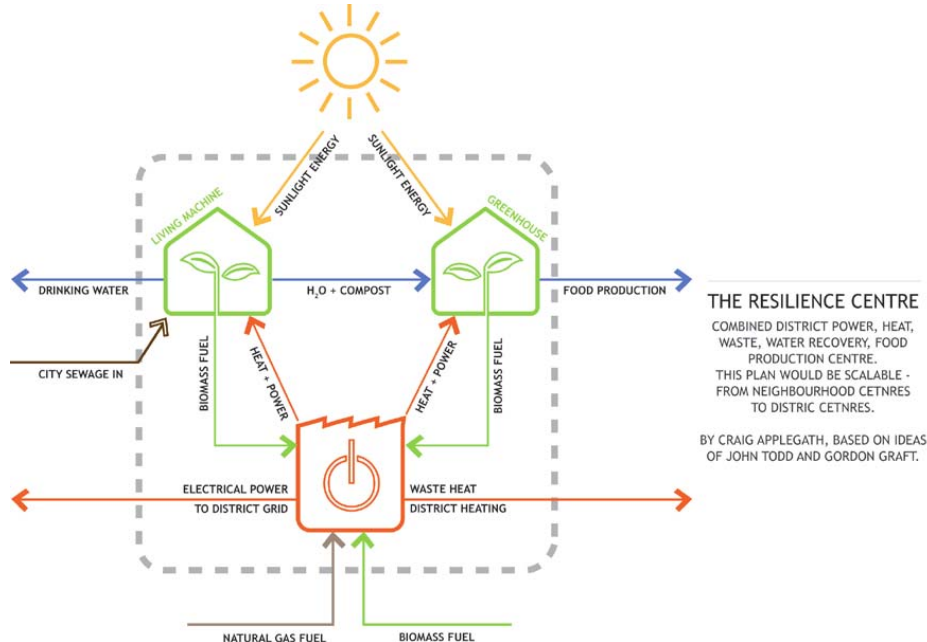 SUNLIGHT ENERGY
SUNLIGHT ENERGY
LIVING MACHINE
GREENHOUSE
DRINKING WATER
H₂O + COMPOST
FOOD PRODUCTION
CITY SEWAGE IN
BIOMASS FUEL
HEAT + POWER
HEAT + POWER
BIOMASS FUEL
ELECTRICAL POWER
TO DISTRICT GRID
WASTE HEAT
DISTRICT HEATING
NATURAL GAS FUEL
BIOMASS FUEL
THE RESILIENCE CENTRE
COMBINED DISTRICT POWER, HEAT,
WASTE, WATER RECOVERY, FOOD
PRODUCTION CENTRE.
THIS PLAN WOULD BE SCALABLE -
FROM NEIGHBOURHOOD CETNRES
TO DISTRIC CETNRES.
BY CRAIG APPLEGATH, BASED ON IDEAS
OF JOHN TODD AND GORDON GRAFT.